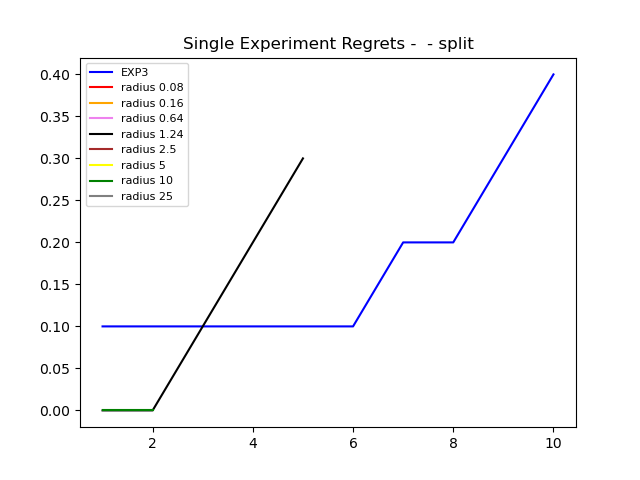 Single Experiment Regrets -  - split
EXP3
radius 0.08
radius 0.16
radius 0.64
radius 1.24
radius 2.5
radius 5
radius 10
radius 25
0.40
0.35
0.30
0.25
0.20
0.15
0.10
0.05
0.00
2
4
6
8
10